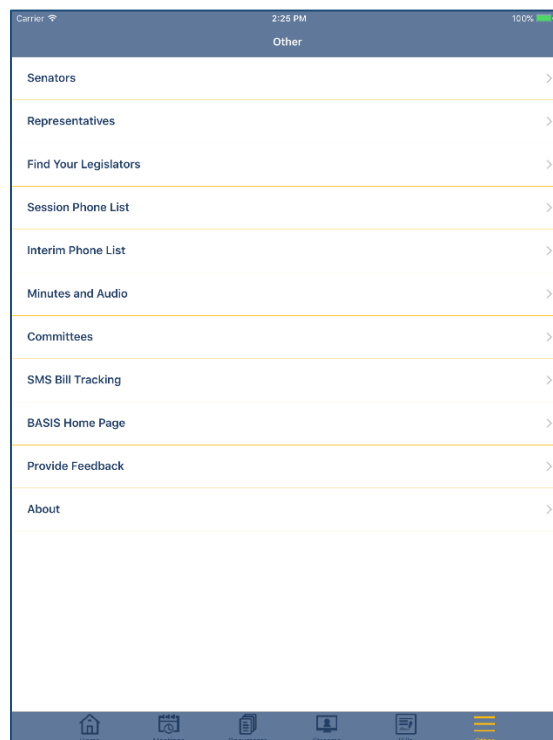 Carrier 2:25 PM 100%
Other
Senators
Representatives
Find Your Legislators
Session Phone List
Interim Phone List
Minutes and Audio
Committees
SMS Bill Tracking
BASIS Home Page
Provide Feedback
About